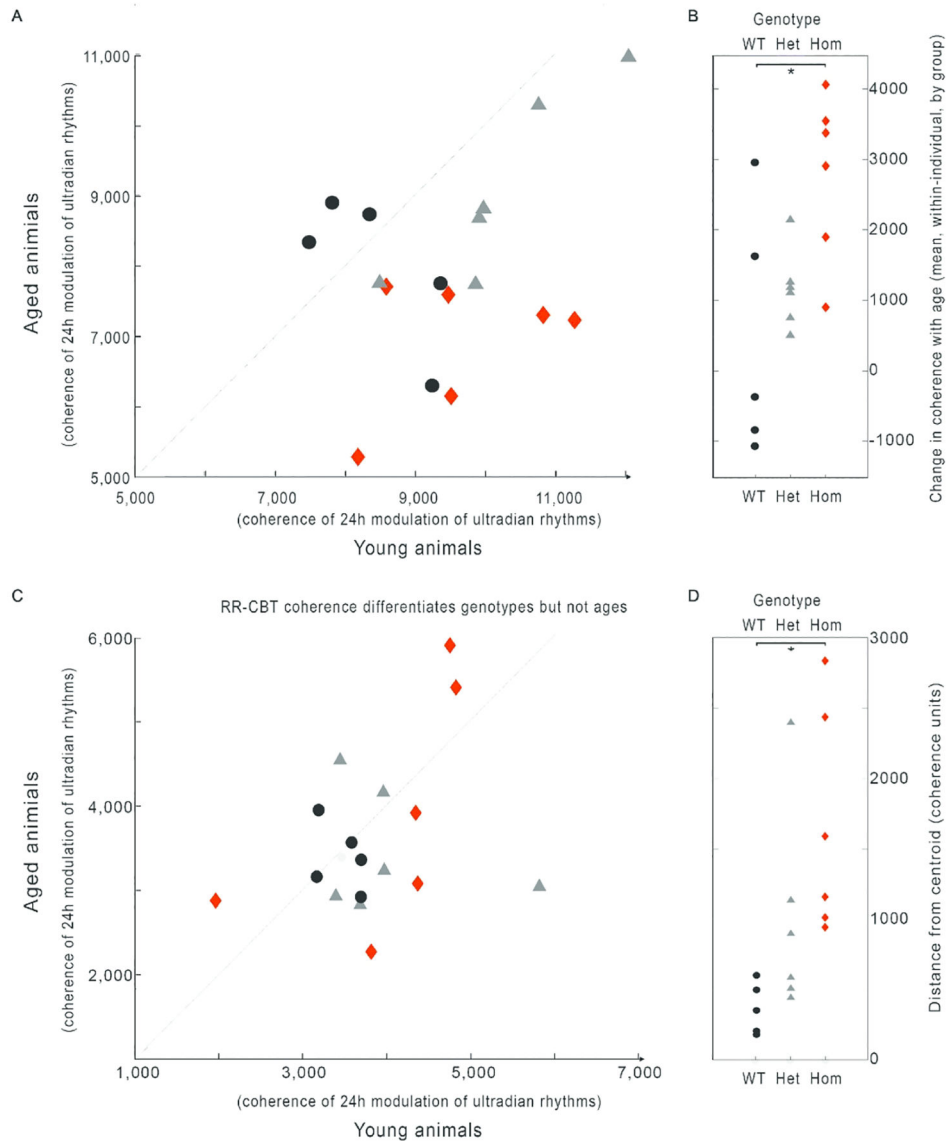 A
Aged animials
(coherence of 24h modulation of ultradian rhythms)
11,000
9,000
7,000
5,000
5,000 7,000 9,000 11,000
(coherence of 24h modulation of ultradian rhythms)
Young animals
B
Genotype
WT Het Hom
*
4000
3000
2000
1000
0
-1000
WT Het Hom
Change in coherence with age (mean, within-individual, by group)
C
RR-CBT coherence differentiates genotypes but not ages
Aged animials
(coherence of 24h modulation of ultradian rhythms)
6,000
4,000
2,000
1,000 3,000 5,000 7,000
(coherence of 24h modulation of ultradian rhythms)
Young animals
D
Genotype
WT Het Hom
*
3000
2000
1000
0
WT Het Hom
Distance from centroid (coherence units)